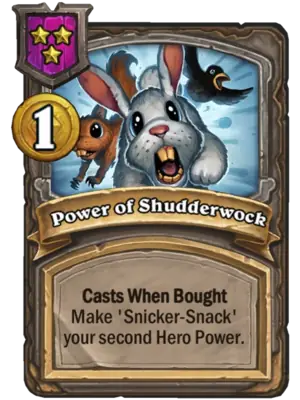 1
Power of Shudderwock
Casts When Bought
Make 'Snicker-Snack'
your second Hero Power.